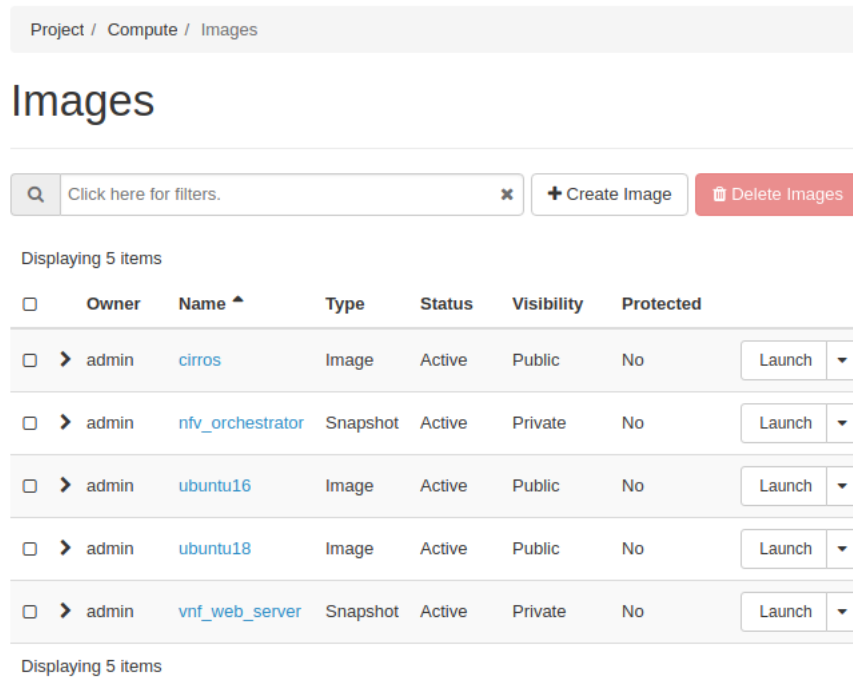 Project / Compute / Images
Images
Click here for filters.
Create Image
Delete Images
Displaying 5 items
Owner Name Type Status Visibility Protected
admin cirros Image Active Public No Launch
admin nfv_orchestrator Snapshot Active Private No Launch
admin ubuntu16 Image Active Public No Launch
admin ubuntu18 Image Active Public No Launch
admin vnf_web_server Snapshot Active Private No Launch
Displaying 5 items